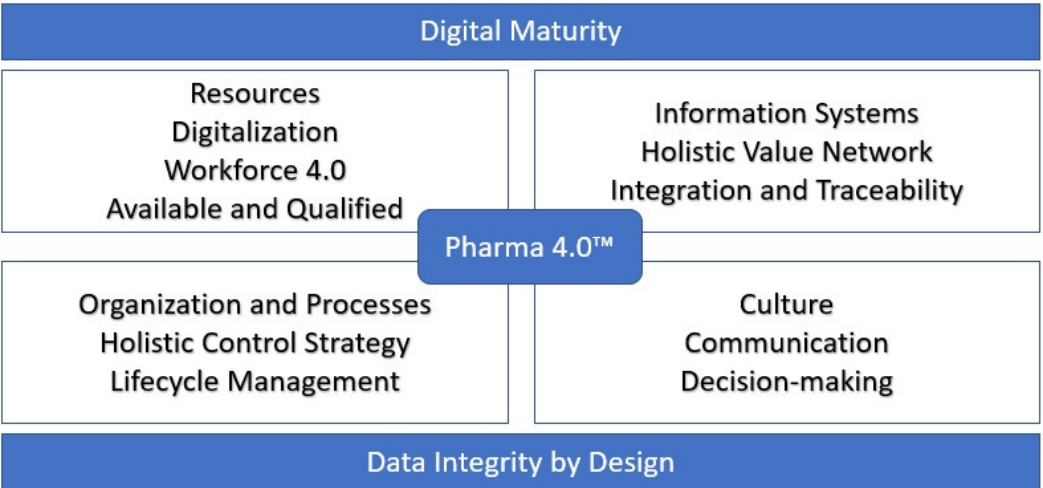 Digital Maturity
Resources
Digitalization
Workforce 4.0
Available and Qualified
Information Systems
Holistic Value Network
Integration and Traceability
Pharma 4.0™
Organization and Processes
Holistic Control Strategy
Lifecycle Management
Culture
Communication
Decision-making
Data Integrity by Design